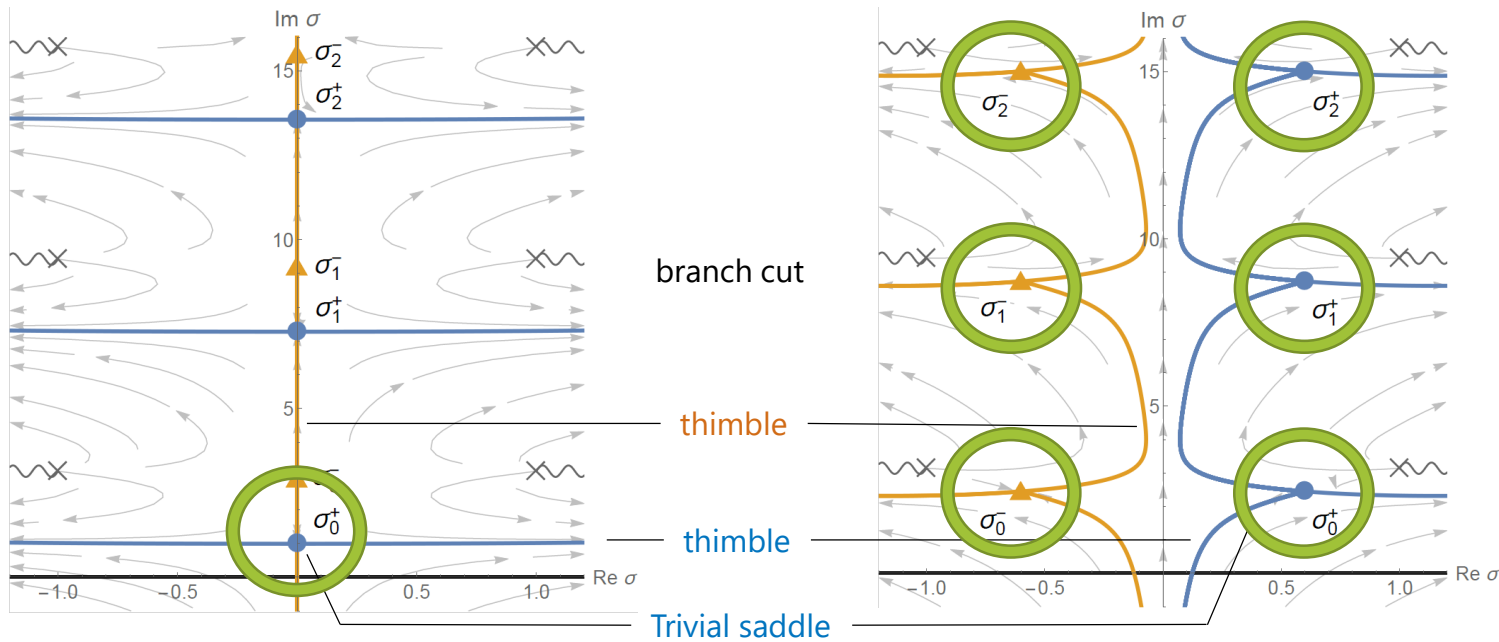 Im σ
Im σ
σ₂⁻
15
σ₂⁺
15
σ₂⁻
σ₂⁺
10
σ₁⁻
σ₁⁺
branch cut
10
σ₁⁻
σ₁⁺
5
thimble
5
σ₀⁺
σ₀⁻
σ₀⁺
thimble
−1.0
−0.5
0.5
1.0
Re σ
−1.0
−0.5
0.5
1.0
Re σ
Trivial saddle